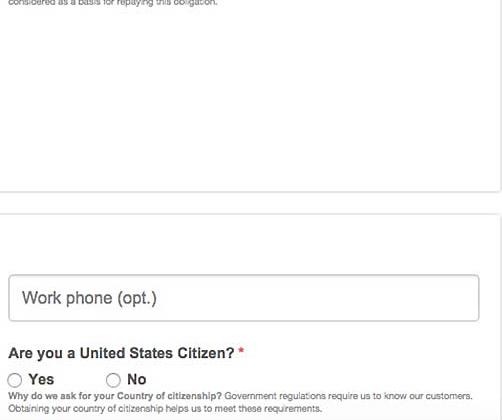 considered as a basis for repaying this obligation.
Work phone (opt.)
Are you a United States Citizen? *
Yes No
Why do we ask for your Country of citizenship? Government regulations require us to know our customers.
Obtaining your country of citizenship helps us to meet these requirements.